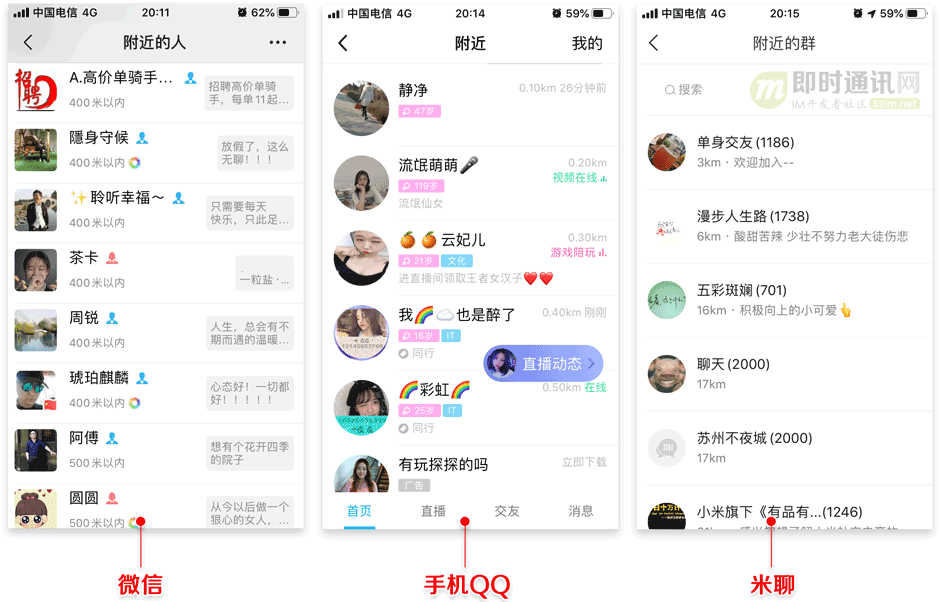 中国电信 4G 20:11 62%
附近的人
招聘
A.高价单骑手...
400米以内
招聘高价单骑
手，每单11起...
隱身守候
400米以内
放假了，这么
无聊！！！
聆听幸福～
400米以内
只需要每天
快乐，只此足...
茶卡
400米以内
一粒盐·...
周锐
400米以内
人生，总会有不
期而遇的温暖...
琥珀麒麟
400米以内
心态好！一切都
好！！！！！
阿傅
500米以内
想有个花开四季
的院子
圆圆
500米以内
从今以后做一个
狠心的女人，...
微信
中国电信 4G 20:14 59%
附近 我的
静净
0.10km 26分钟前
47岁
流氓萌萌🎤
0.20km
119岁
视频在线
流氓仙女
🍊🍊云妃儿
0.30km
21岁 文化
游戏陪玩
进直播间领取王者女汉子❤️❤️
我🌈☁️也是醉了
0.40km 刚刚
16岁 IT
同行
直播动态
🌈彩虹🌈
0.50km 在线
25岁 IT
同行
有玩探探的吗
立即下载
广告
首页 直播 交友 消息
手机QQ
中国电信 4G 20:15 59%
附近的群
搜索
即时通讯网
IM开发者社区 52im.net
单身交友 (1186)
3km · 欢迎加入--
漫步人生路 (1738)
6km · 酸甜苦辣 少壮不努力老大徒伤悲
五彩斑斓 (701)
16km · 积极向上的小可爱👆
聊天 (2000)
17km
苏州不夜城 (2000)
17km
小米旗下《有品有...(1246)
米聊